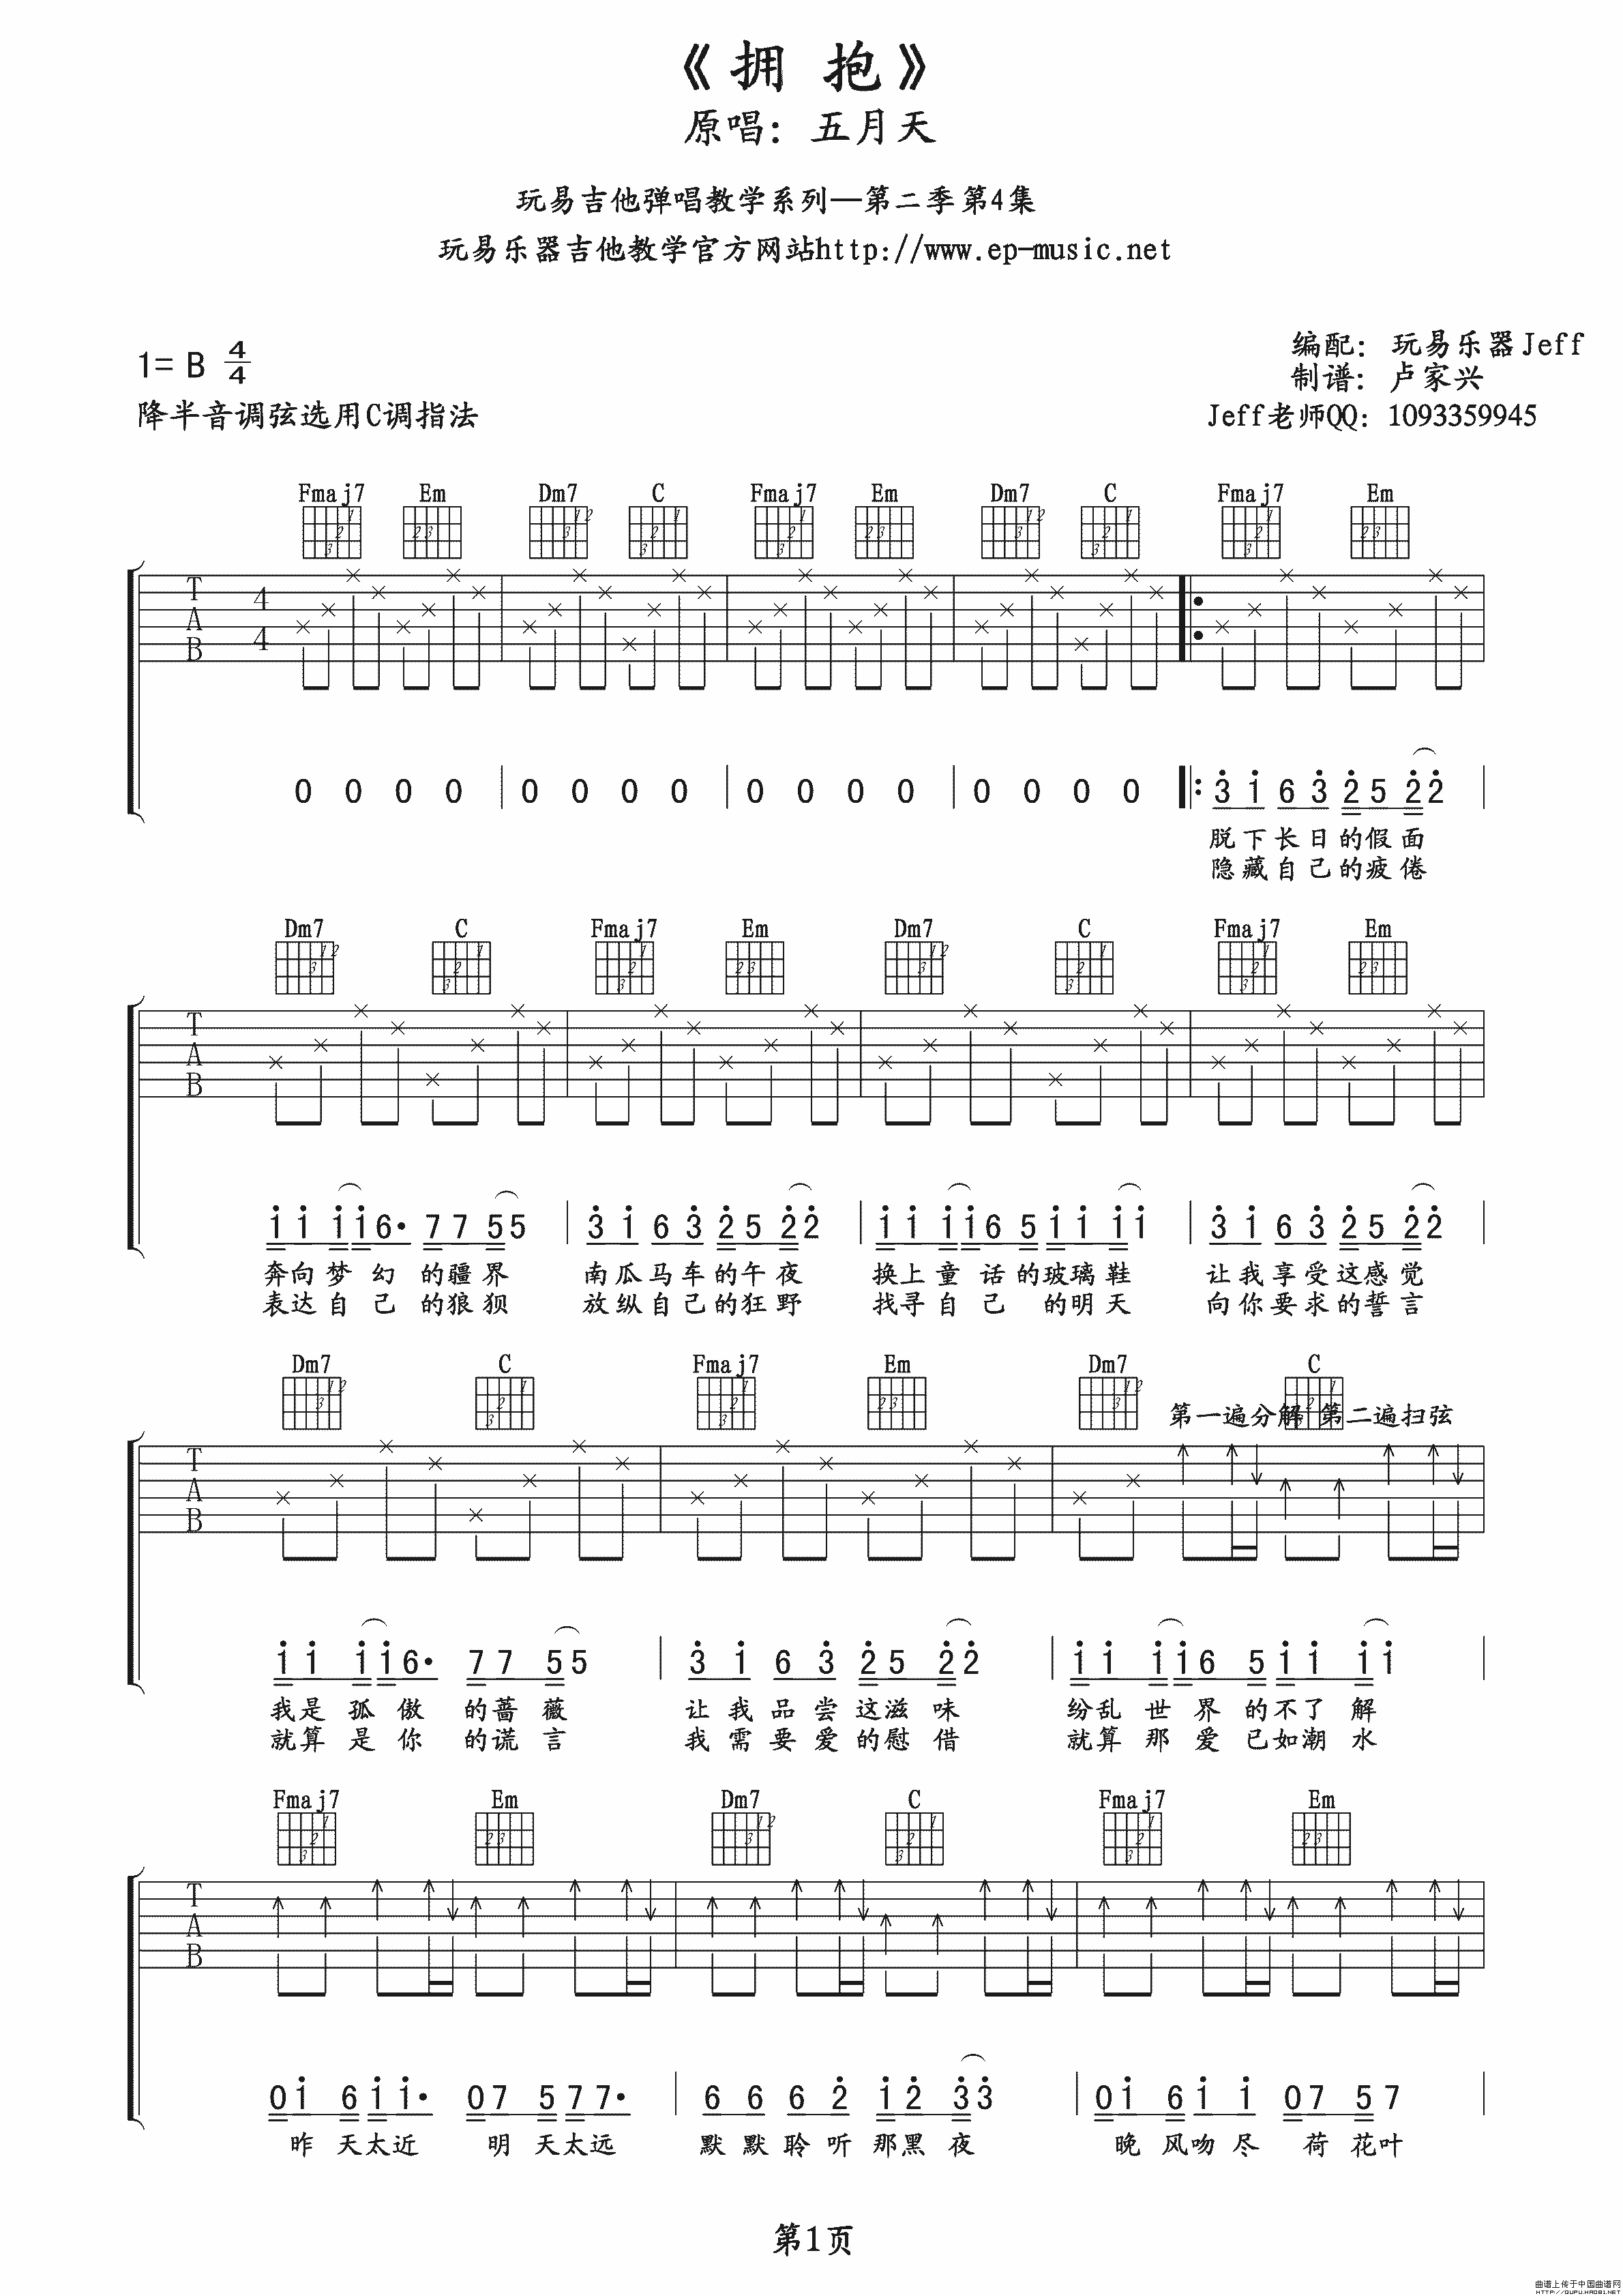 《拥 抱》
原唱：五月天
玩易吉他弹唱教学系列—第二季 第4集
玩易乐器吉他教学官方网站http://www.ep-music.net
1= B 4/4
编配：玩易乐器Jeff
制谱：卢家兴
降半音调弦选用C调指法
Jeff老师QQ：1093359945
Fmaj7 Em Dm7 C Fmaj7 Em Dm7 C Fmaj7 Em
T A B 4 4
0 0 0 0 | 0 0 0 0 | 0 0 0 0 | 0 0 0 0 |: 3 1 6 3 2 5 2 2 |
脱下长日的假面
隐藏自己的疲倦
Dm7 C Fmaj7 Em Dm7 C Fmaj7 Em
T A B
1 1 1 1 6· 7 7 5 5 | 3 1 6 3 2 5 2 2 | 1 1 1 1 6 5 1 1 1 1 | 3 1 6 3 2 5 2 2 |
奔向梦幻的疆界 南瓜马车的午夜 换上童话的玻璃鞋 让我享受这感觉
表达自己的狼狈 放纵自己的狂野 找寻自己的明天 向你要求的誓言
Dm7 C Fmaj7 Em Dm7 C
第一遍分解 第二遍扫弦
T A B
1 1 1 1 6· 7 7 5 5 | 3 1 6 3 2 5 2 2 | 1 1 1 1 6 5 1 1 1 1 |
我是孤傲的蔷薇 让我品尝这滋味 纷乱世界的不了解
就算是你的谎言 我需要爱的慰借 就算那爱已如潮水
Fmaj7 Em Dm7 C Fmaj7 Em
T A B
0 1 6 1 1· 0 7 5 7 7· | 6 6 6 2 1 2 3 3 | 0 1 6 1 1 0 7 5 7
昨天太近 明天太远 默默聆听那黑夜 晚风吻尽 荷花叶
第1页
曲谱上传于中国曲谱网
HTTP://QUPU.HAO81.NET